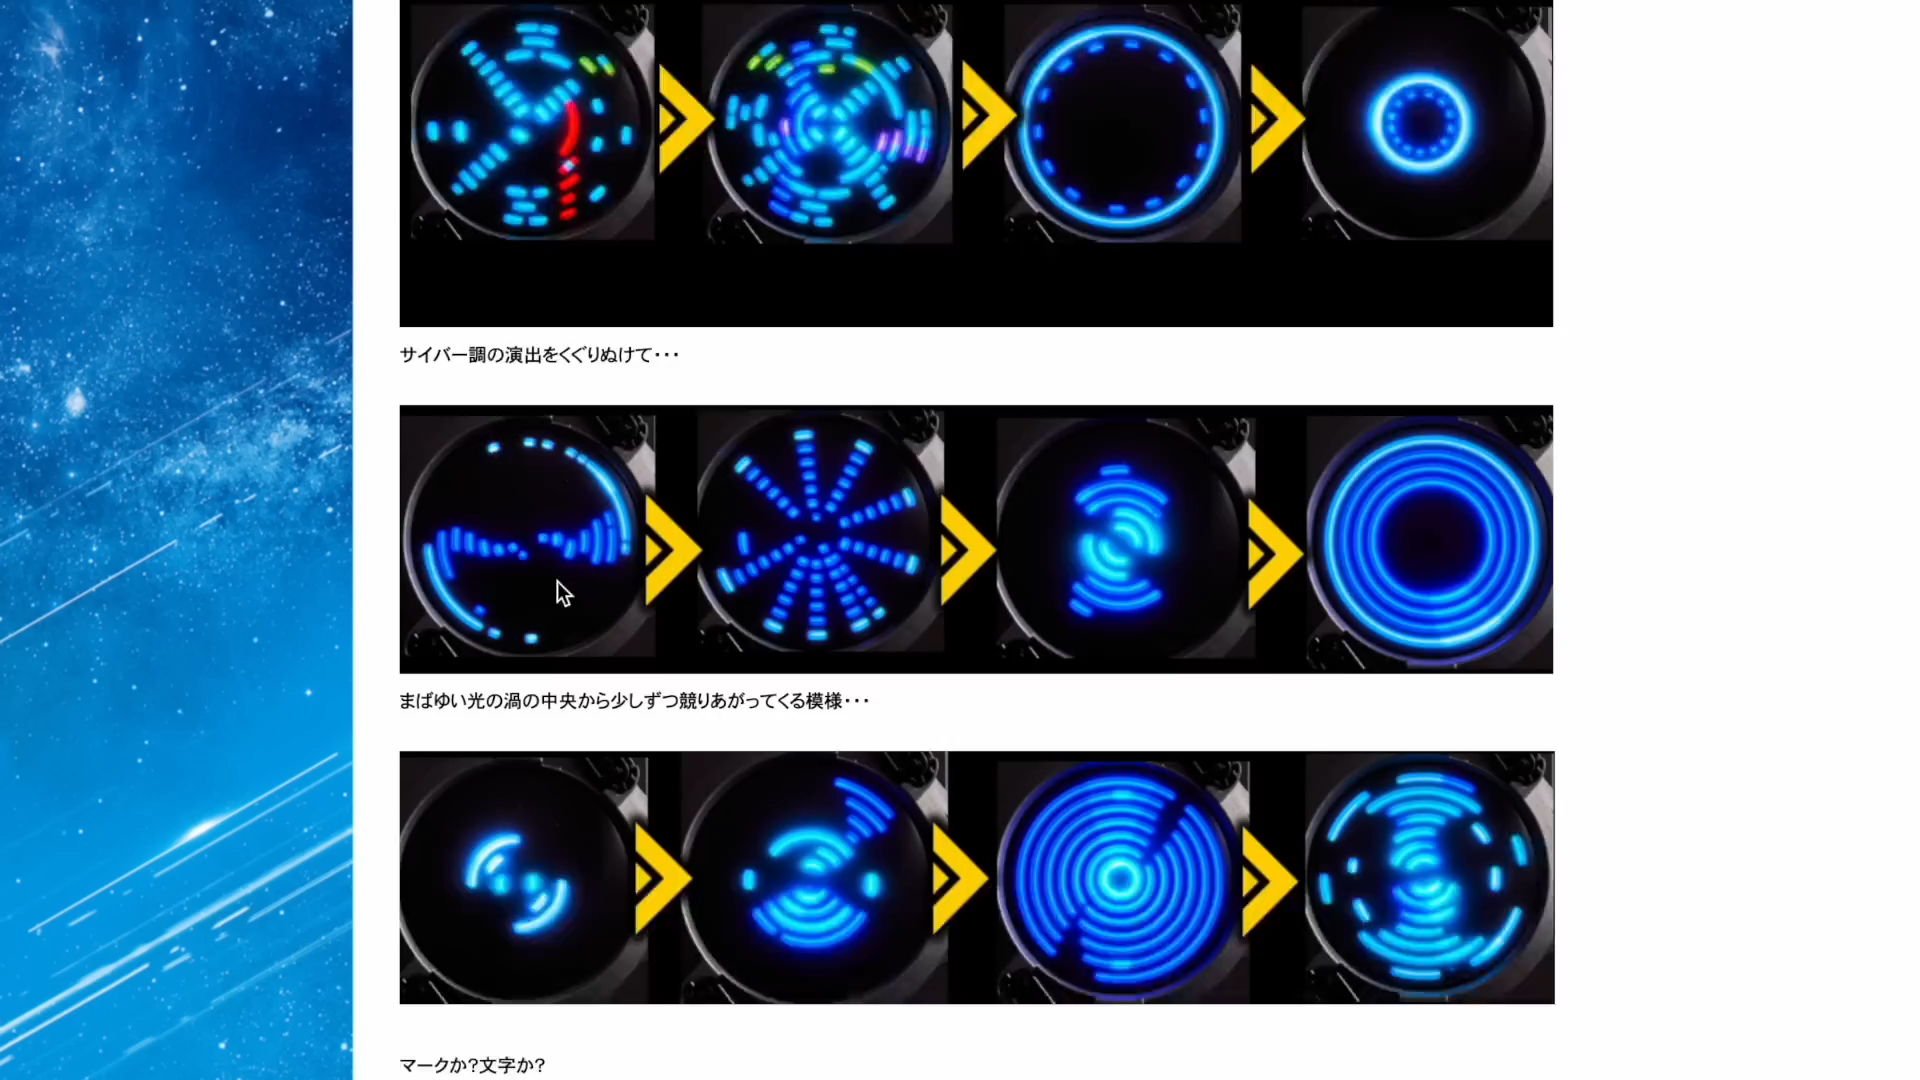 サイバー調の演出をくぐりぬけて･･･
まばゆい光の渦の中央から少しずつ競りあがってくる模様･･･
マークか?文字か?